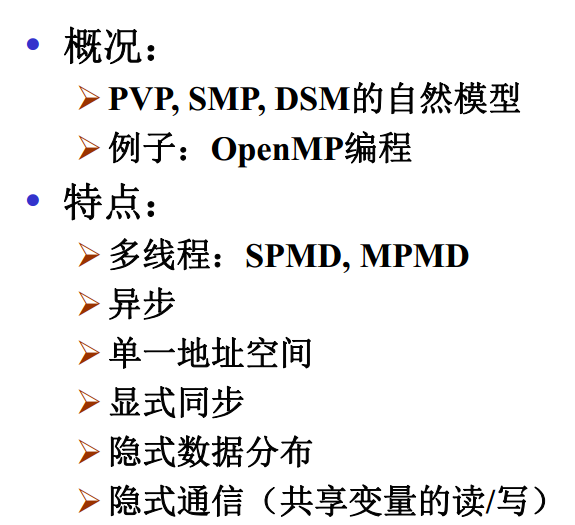 • 概况：
➢ PVP, SMP, DSM的自然模型
➢ 例子：OpenMP编程
• 特点：
➢ 多线程：SPMD, MPMD
➢ 异步
➢ 单一地址空间
➢ 显式同步
➢ 隐式数据分布
➢ 隐式通信（共享变量的读/写）